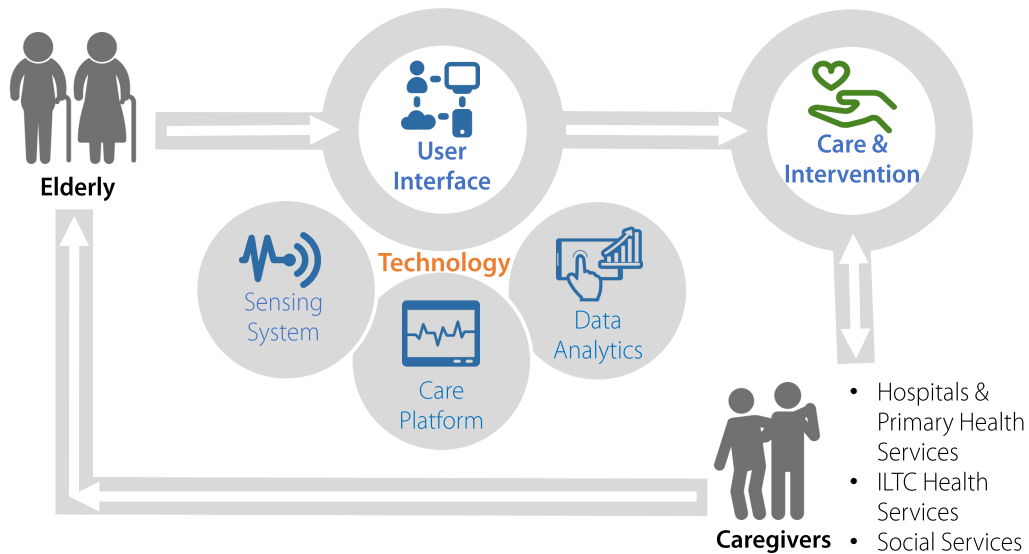 Elderly
User
Interface
Care &
Intervention
Technology
Sensing
System
Care
Platform
Data
Analytics
Caregivers
• Hospitals &
Primary Health
Services
• ILTC Health
Services
• Social Services